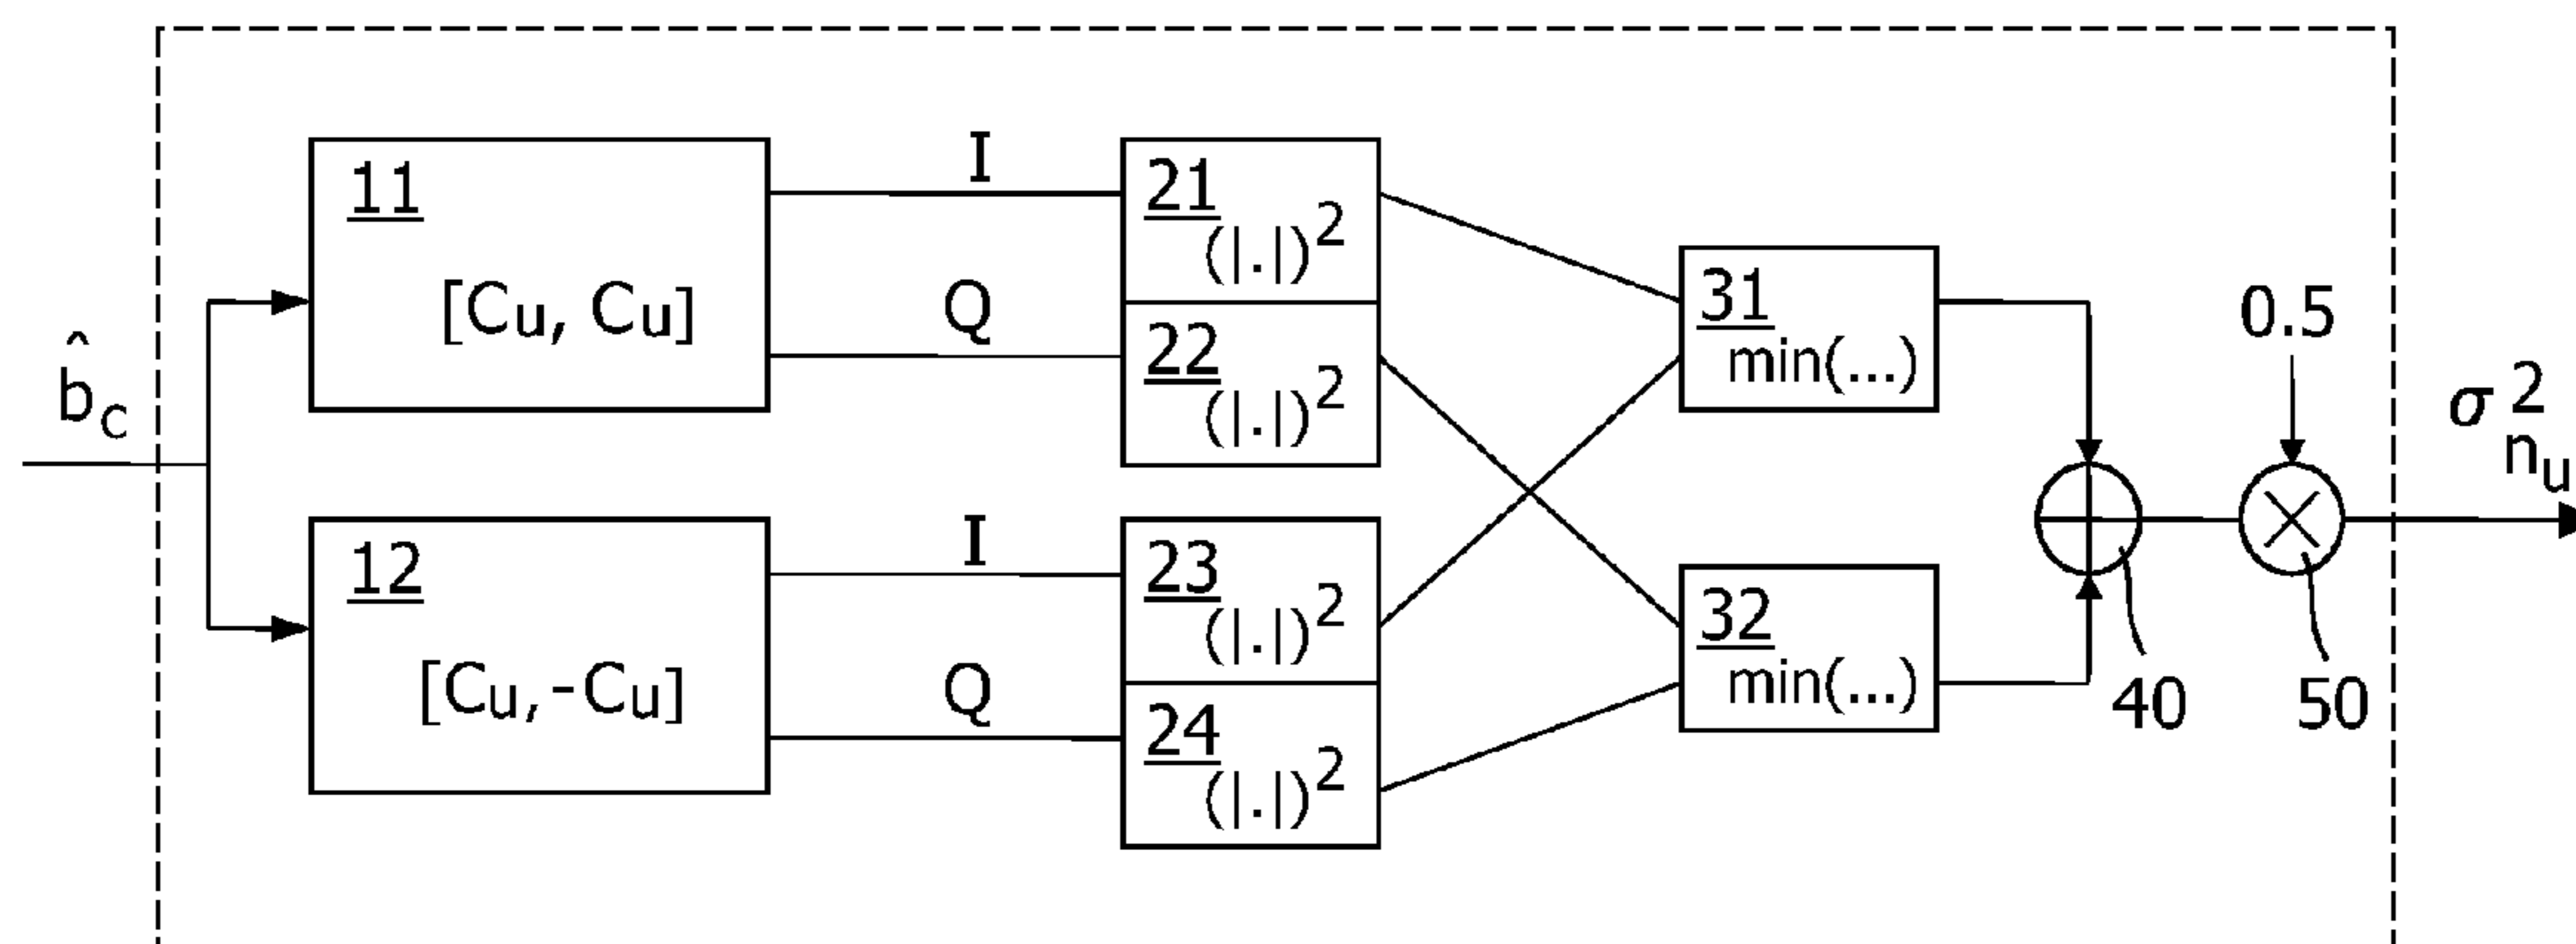 b̂c
11
[Cu, Cu]
I
Q
12
[Cu,-Cu]
I
Q
21
(|.|)²
22
(|.|)²
23
(|.|)²
24
(|.|)²
31
min(...)
32
min(...)
0.5
40
50
σ²nu